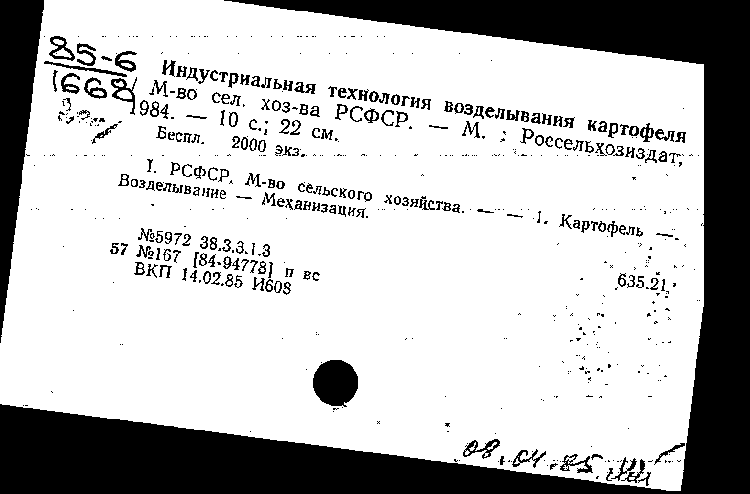 85-6
1668
Индустриальная технология возделывания картофеля
/ М-во сел. хоз-ва РСФСР. — М. : Россельхозиздат,
1984. — 10 с.; 22 см.
Беспл. 2000 экз.
I. РСФСР. М-во сельского хозяйства. — — 1. Картофель —
Возделывание — Механизация.
№5972 38.3.3.1.3
57 №167 [84-94778] п вс
635.21
ВКП 14.02.85 И608
08.04.85.